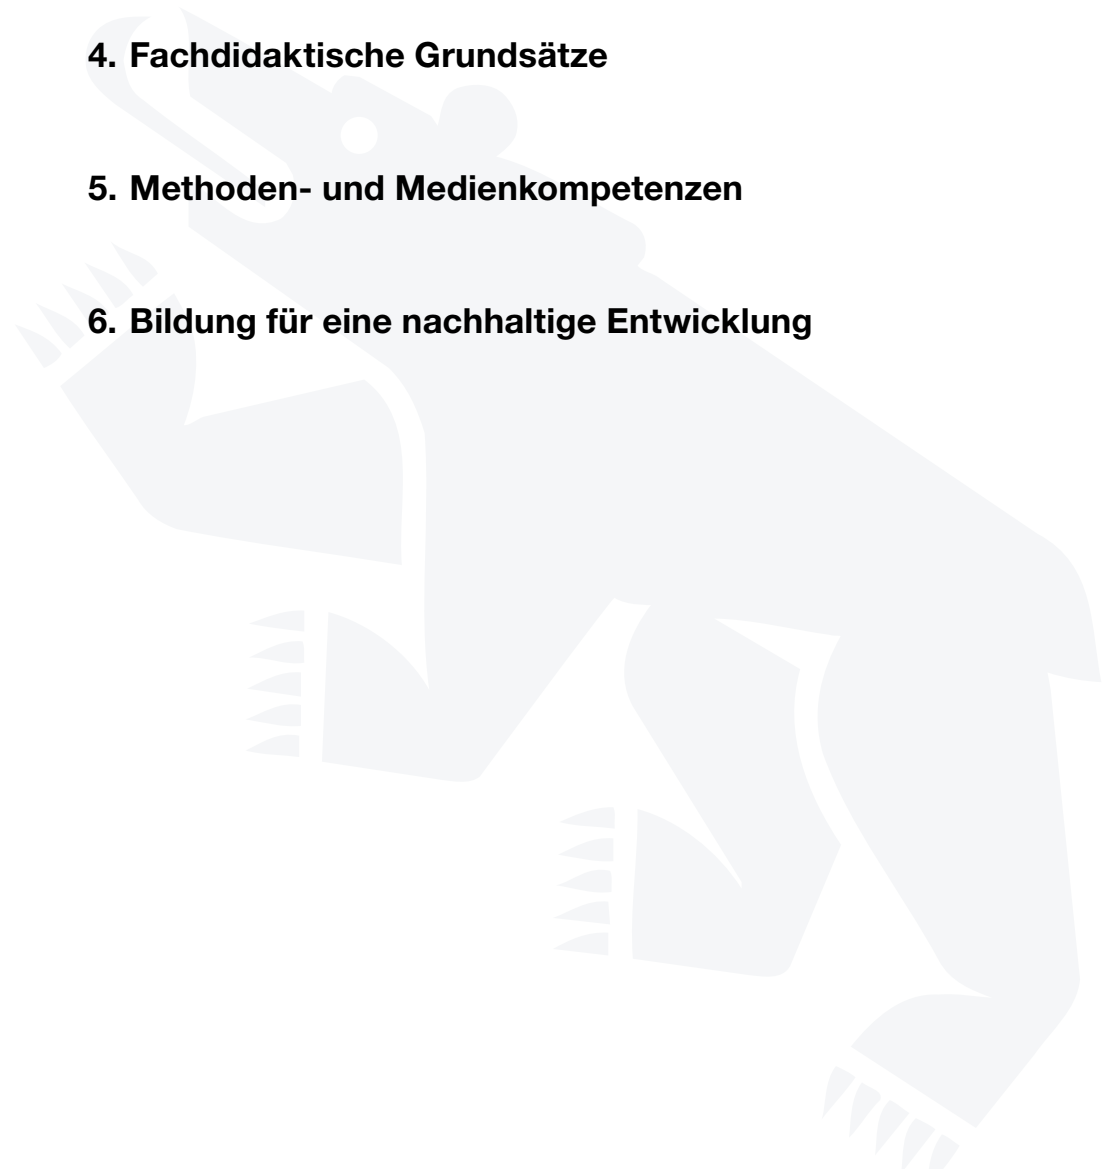 4. Fachdidaktische Grundsätze
5. Methoden- und Medienkompetenzen
6. Bildung für eine nachhaltige Entwicklung